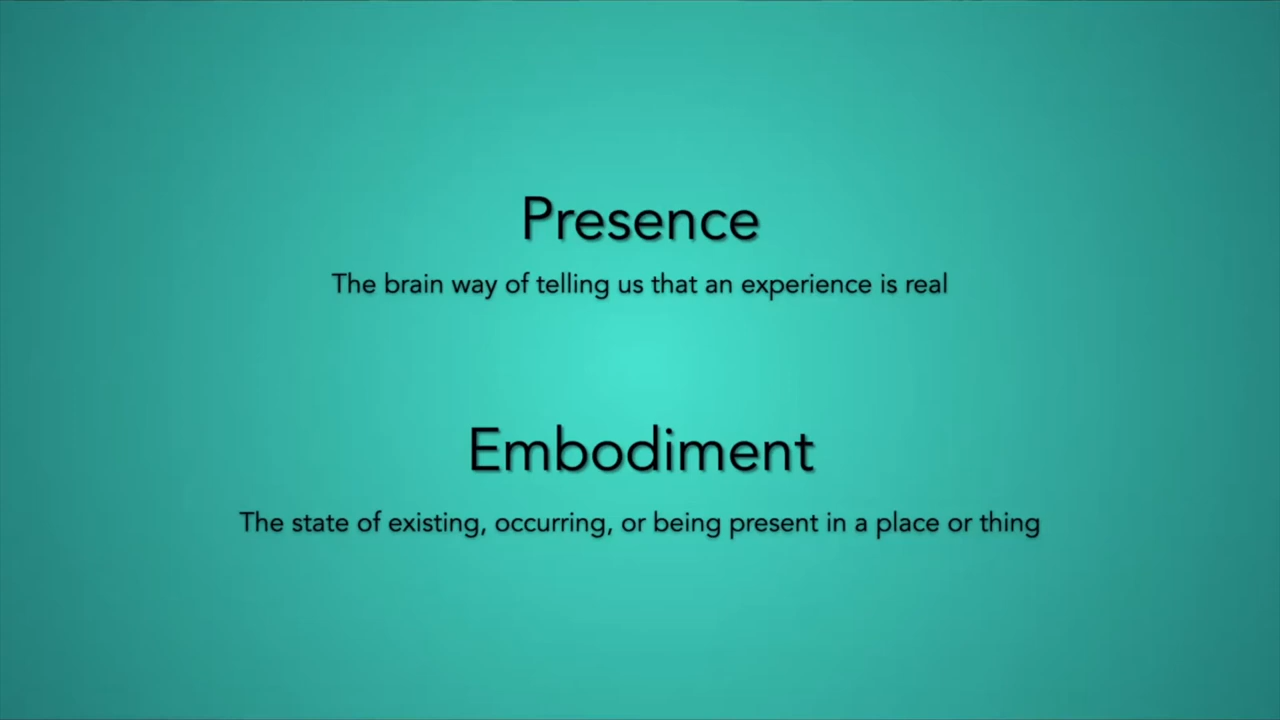 Presence
The brain way of telling us that an experience is real
Embodiment
The state of existing, occurring, or being present in a place or thing